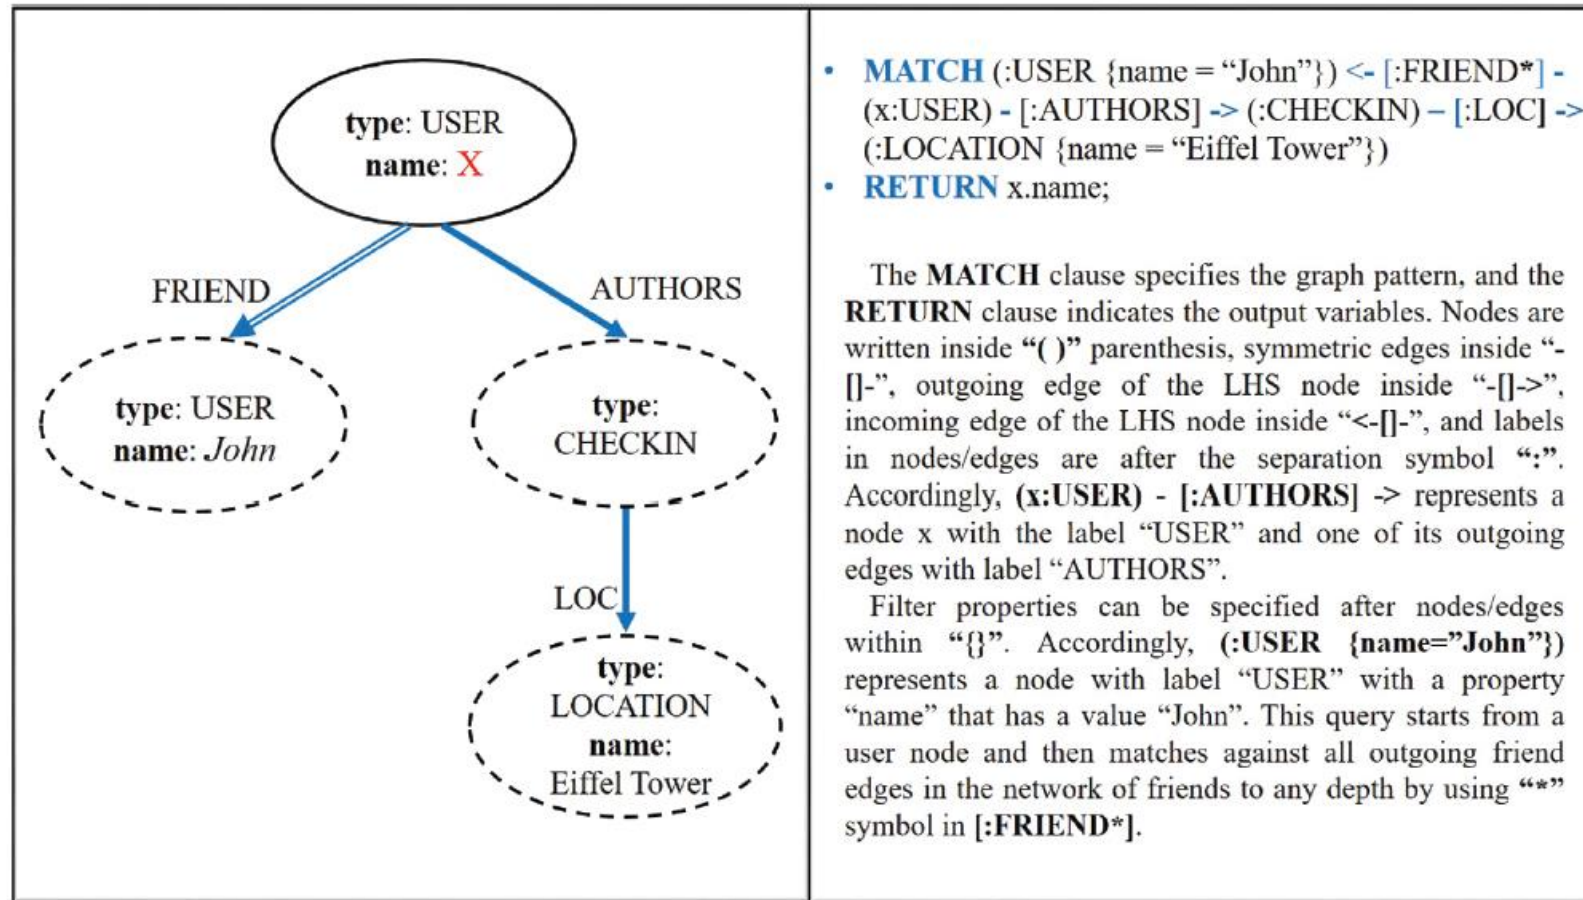 type: USER
name: X
FRIEND
AUTHORS
type: USER
name: John
type:
CHECKIN
LOC
type:
LOCATION
name:
Eiffel Tower
• MATCH (:USER {name = “John”}) <- [:FRIEND*] -
(x:USER) - [:AUTHORS] -> (:CHECKIN) – [:LOC] ->
(:LOCATION {name = “Eiffel Tower”})
• RETURN x.name;
The MATCH clause specifies the graph pattern, and the
RETURN clause indicates the output variables. Nodes are
written inside “( )” parenthesis, symmetric edges inside “-
[]-”, outgoing edge of the LHS node inside “-[]->”,
incoming edge of the LHS node inside “<-[]-”, and labels
in nodes/edges are after the separation symbol “:”.
Accordingly, (x:USER) - [:AUTHORS] -> represents a
node x with the label “USER” and one of its outgoing
edges with label “AUTHORS”.
Filter properties can be specified after nodes/edges
within “{}”. Accordingly, (:USER {name=”John”})
represents a node with label “USER” with a property
“name” that has a value “John”. This query starts from a
user node and then matches against all outgoing friend
edges in the network of friends to any depth by using “*”
symbol in [:FRIEND*].